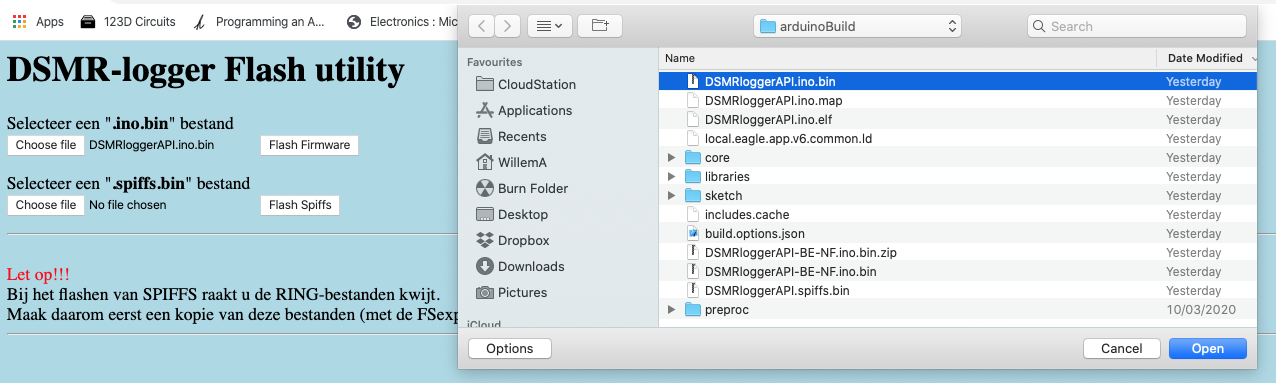 Apps 123D Circuits Programming an A... Electronics : Mic
DSMR-logger Flash utility
Selecteer een ".ino.bin" bestand
Choose file DSMRloggerAPI.ino.bin Flash Firmware
Selecteer een ".spiffs.bin" bestand
Choose file No file chosen Flash Spiffs
Let op!!!
Bij het flashen van SPIFFS raakt u de RING-bestanden kwijt.
Maak daarom eerst een kopie van deze bestanden (met de FSexp
arduinoBuild Search
Favourites
CloudStation
Applications
Recents
WillemA
Burn Folder
Desktop
Dropbox
Downloads
Pictures
iCloud
Name Date Modified
DSMRloggerAPI.ino.bin Yesterday
DSMRloggerAPI.ino.map Yesterday
DSMRloggerAPI.ino.elf Yesterday
local.eagle.app.v6.common.ld Yesterday
core Yesterday
libraries Yesterday
sketch Yesterday
includes.cache Yesterday
build.options.json Yesterday
DSMRloggerAPI-BE-NF.ino.bin.zip Yesterday
DSMRloggerAPI-BE-NF.ino.bin Yesterday
DSMRloggerAPI.spiffs.bin Yesterday
preproc 10/03/2020
Options Cancel Open